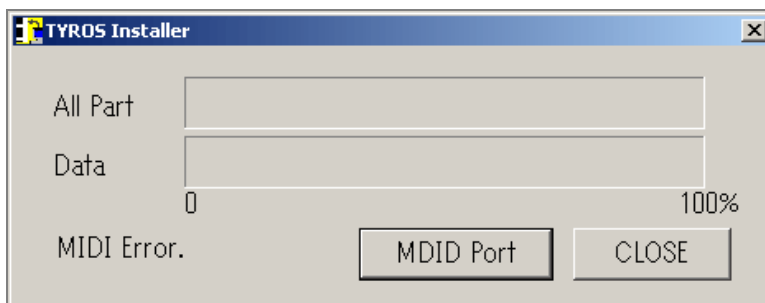 TYROS Installer
All Part
Data
0 100%
MIDI Error. MDID Port CLOSE